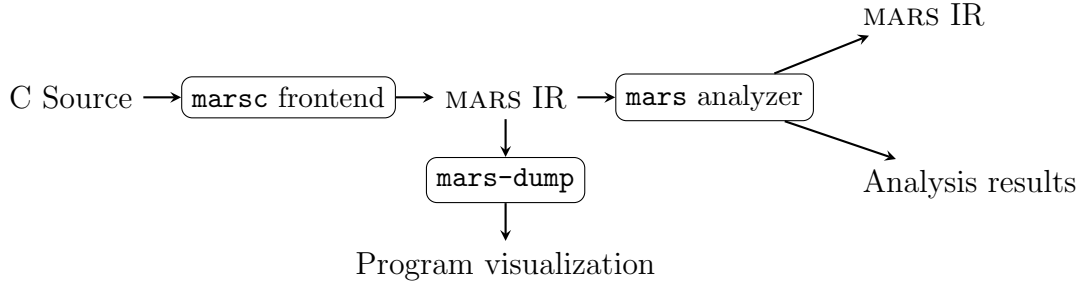 MARS IR
C Source
marsc frontend
MARS IR
mars analyzer
mars-dump
Analysis results
Program visualization